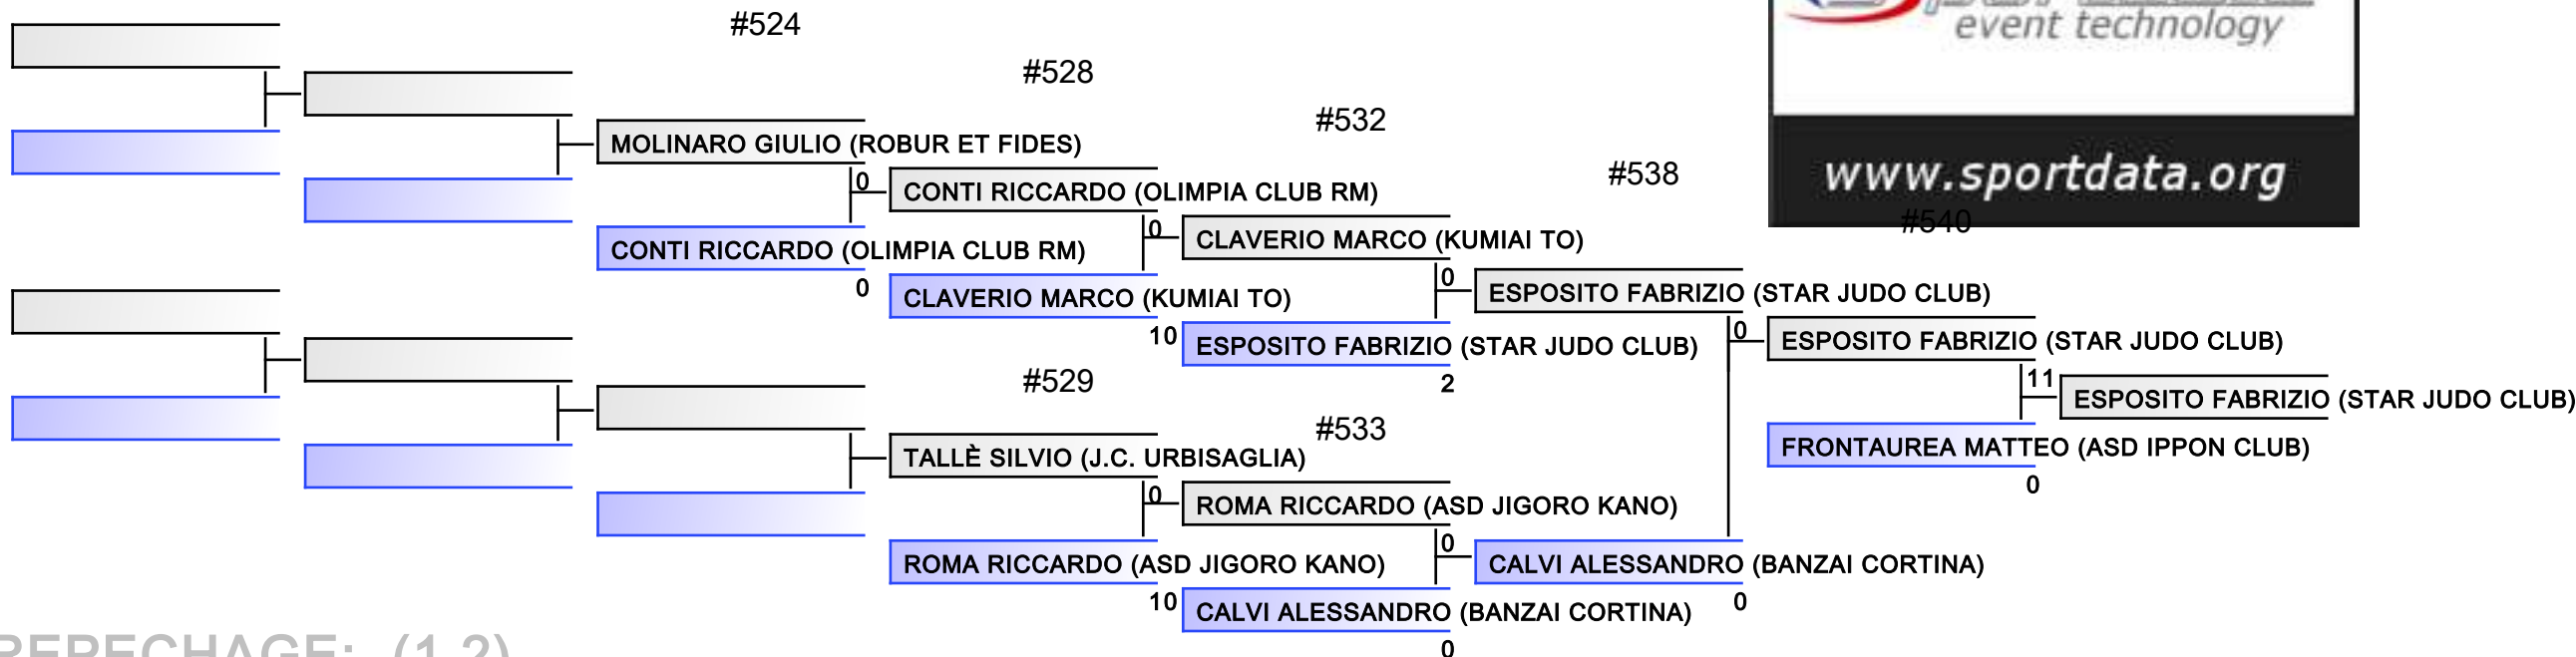 event technology
www.sportdata.org
#524
#528
#532
#538
#540
MOLINARO GIULIO (ROBUR ET FIDES)
0
CONTI RICCARDO (OLIMPIA CLUB RM)
0
CONTI RICCARDO (OLIMPIA CLUB RM)
0
CLAVERIO MARCO (KUMIAI TO)
10
CLAVERIO MARCO (KUMIAI TO)
0
ESPOSITO FABRIZIO (STAR JUDO CLUB)
2
ESPOSITO FABRIZIO (STAR JUDO CLUB)
0
ESPOSITO FABRIZIO (STAR JUDO CLUB)
11
ESPOSITO FABRIZIO (STAR JUDO CLUB)
FRONTAUREA MATTEO (ASD IPPON CLUB)
0
#529
#533
TALLÈ SILVIO (J.C. URBISAGLIA)
0
ROMA RICCARDO (ASD JIGORO KANO)
0
ROMA RICCARDO (ASD JIGORO KANO)
10
CALVI ALESSANDRO (BANZAI CORTINA)
0
CALVI ALESSANDRO (BANZAI CORTINA)
0
REPECHAGE: (1,2)